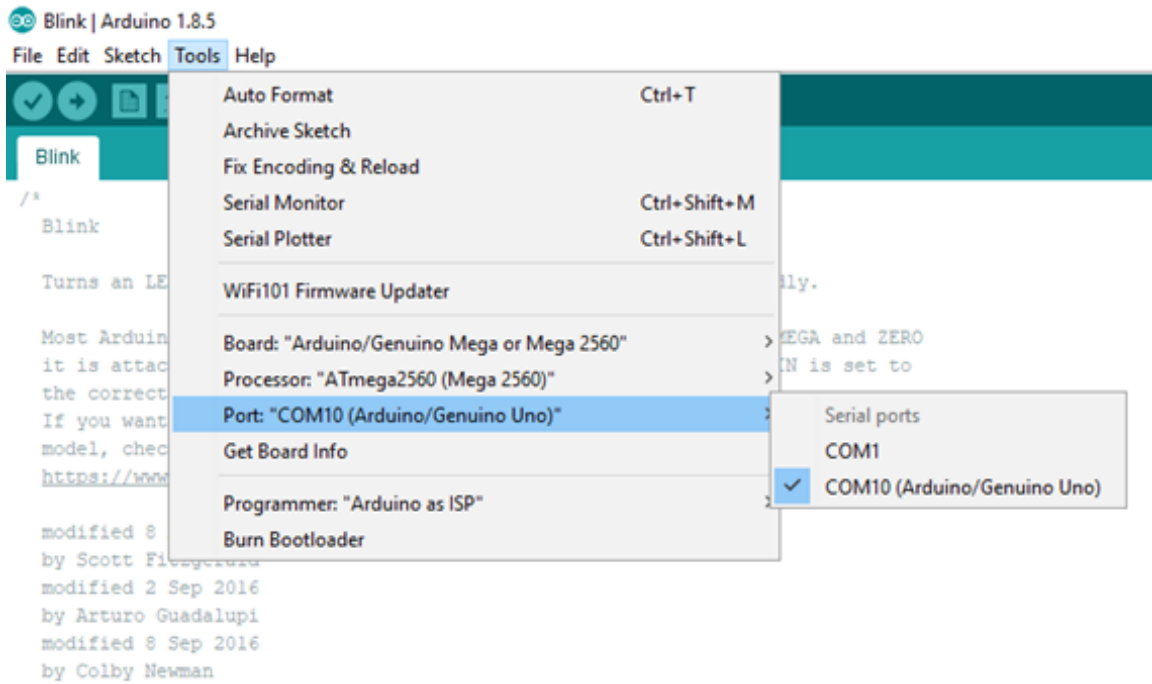 Blink | Arduino 1.8.5
File Edit Sketch Tools Help
Auto Format Ctrl+T
Archive Sketch
Fix Encoding & Reload
Serial Monitor Ctrl+Shift+M
Serial Plotter Ctrl+Shift+L
WiFi101 Firmware Updater
Board: "Arduino/Genuino Mega or Mega 2560"
Processor: "ATmega2560 (Mega 2560)"
Port: "COM10 (Arduino/Genuino Uno)"
Get Board Info
Programmer: "Arduino as ISP"
Burn Bootloader
Serial ports
COM1
COM10 (Arduino/Genuino Uno)
Blink
/*
Blink
Turns an LE
Most Arduin MEGA and ZERO
it is attac IN is set to
the correct
If you want
model, chec
https://www
modified 8
by Scott Fitzgerald
modified 2 Sep 2016
by Arturo Guadalupi
modified 8 Sep 2016
by Colby Newman